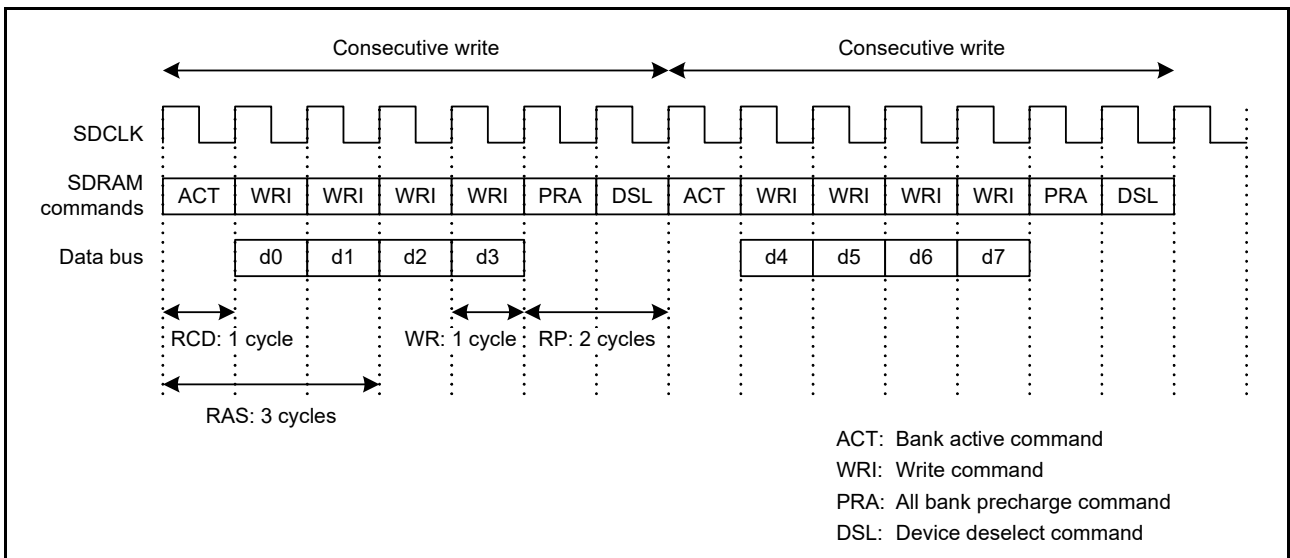 Consecutive write Consecutive write
SDCLK
SDRAM commands ACT WRI WRI WRI WRI PRA DSL ACT WRI WRI WRI WRI PRA DSL
Data bus d0 d1 d2 d3 d4 d5 d6 d7
RCD: 1 cycle WR: 1 cycle RP: 2 cycles
RAS: 3 cycles
ACT: Bank active command
WRI: Write command
PRA: All bank precharge command
DSL: Device deselect command